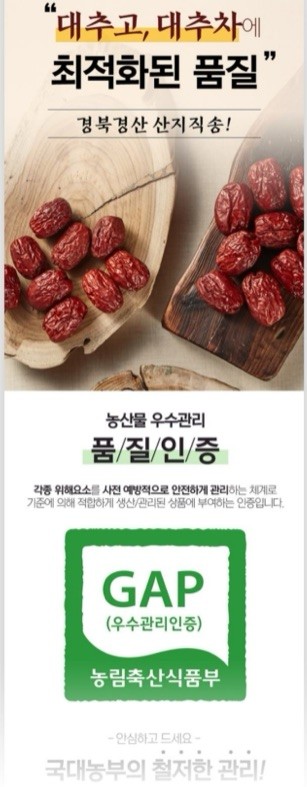 “대추고, 대추차에
최적화된 품질”
경북경산 산지직송!
농산물 우수관리
품/질/인/증
각종 위해요소를 사전 예방적으로 안전하게 관리하는 체계로
기준에 의해 적합하게 생산/관리된 상품에 부여하는 인증입니다.
GAP
(우수관리인증)
농림축산식품부
- 안심하고 드세요 -
국대농부의 철저한 관리!